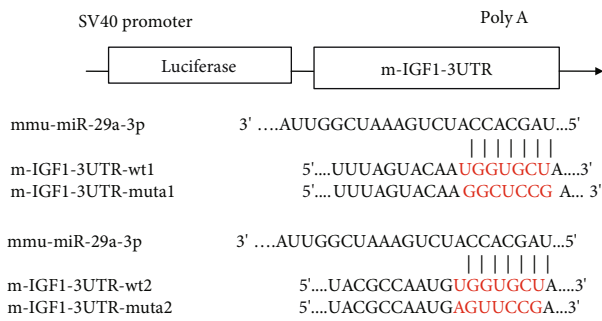 SV40 promoter Poly A
Luciferase m-IGF1-3UTR
mmu-miR-29a-3p 3' ....AUUGGCUAAAGUCUACCACGAU...5'
m-IGF1-3UTR-wt1 5'....UUUAGUACAAUGGUGCUA....3'
m-IGF1-3UTR-muta1 5'....UUUAGUACAA GGCUCCG A... 3'
mmu-miR-29a-3p 3' ....AUUGGCUAAAGUCUACCACGAU...5'
m-IGF1-3UTR-wt2 5'....UACGCCAAUGUGGUGCUA....3'
m-IGF1-3UTR-muta2 5'....UACGCCAAUGAGUUCCGA....3'